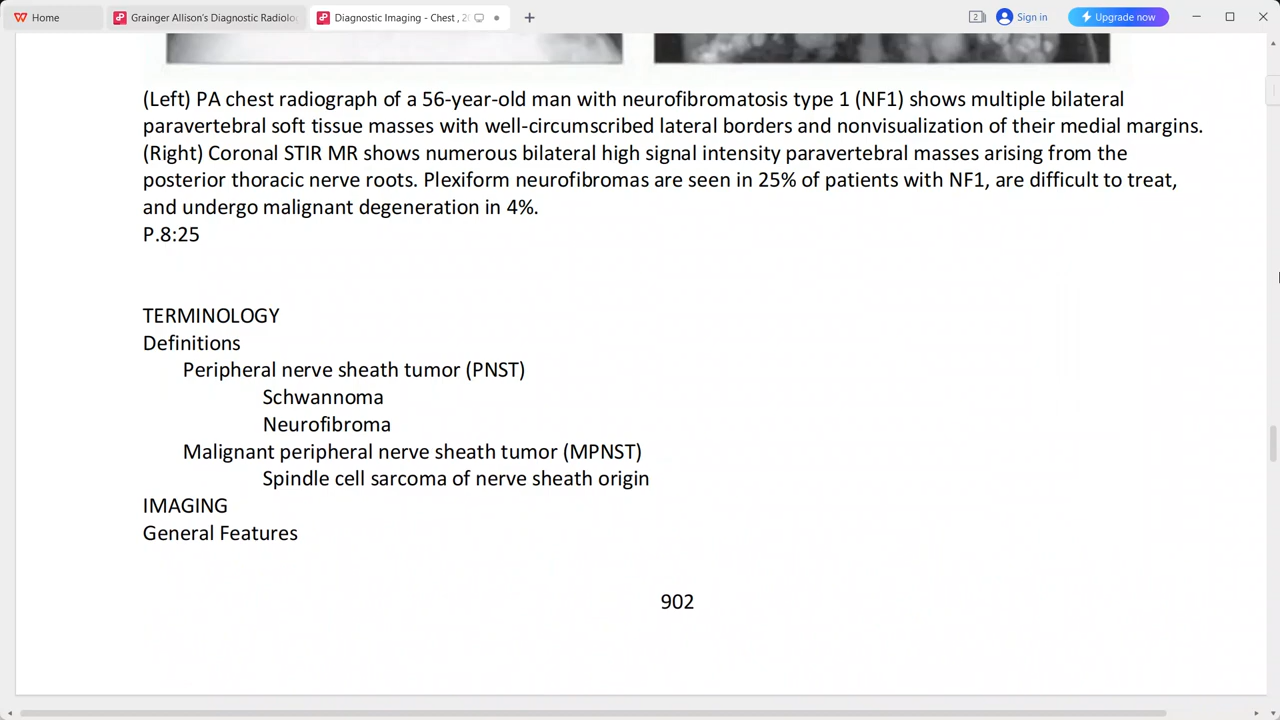 Home
Grainger Allison's Diagnostic Radiolo
Diagnostic Imaging - Chest , 2
2
Sign in
Upgrade now
(Left) PA chest radiograph of a 56-year-old man with neurofibromatosis type 1 (NF1) shows multiple bilateral
paravertebral soft tissue masses with well-circumscribed lateral borders and nonvisualization of their medial margins.
(Right) Coronal STIR MR shows numerous bilateral high signal intensity paravertebral masses arising from the
posterior thoracic nerve roots. Plexiform neurofibromas are seen in 25% of patients with NF1, are difficult to treat,
and undergo malignant degeneration in 4%.
P.8:25
TERMINOLOGY
Definitions
Peripheral nerve sheath tumor (PNST)
Schwannoma
Neurofibroma
Malignant peripheral nerve sheath tumor (MPNST)
Spindle cell sarcoma of nerve sheath origin
IMAGING
General Features
902